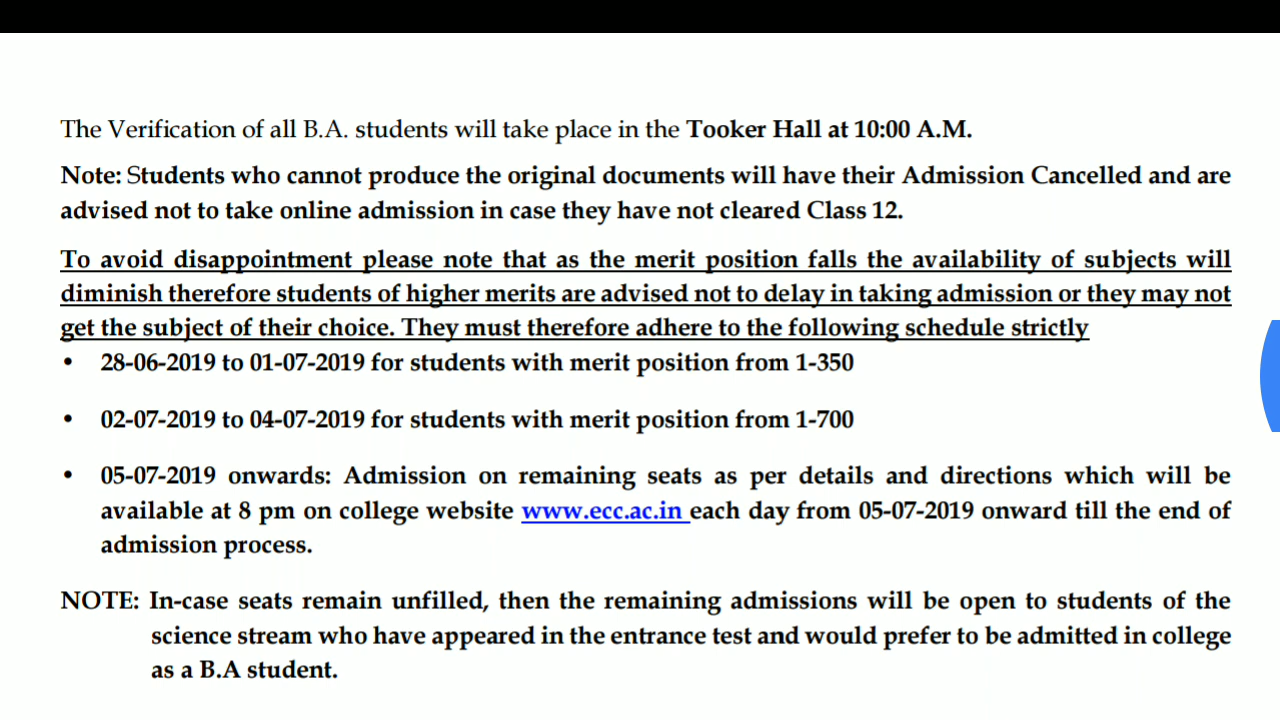 The Verification of all B.A. students will take place in the Tooker Hall at 10:00 A.M.
Note: Students who cannot produce the original documents will have their Admission Cancelled and are
advised not to take online admission in case they have not cleared Class 12.
To avoid disappointment please note that as the merit position falls the availability of subjects will
diminish therefore students of higher merits are advised not to delay in taking admission or they may not
get the subject of their choice. They must therefore adhere to the following schedule strictly
• 28-06-2019 to 01-07-2019 for students with merit position from 1-350
• 02-07-2019 to 04-07-2019 for students with merit position from 1-700
• 05-07-2019 onwards: Admission on remaining seats as per details and directions which will be
available at 8 pm on college website www.ecc.ac.in each day from 05-07-2019 onward till the end of
admission process.
NOTE: In-case seats remain unfilled, then the remaining admissions will be open to students of the
science stream who have appeared in the entrance test and would prefer to be admitted in college
as a B.A student.